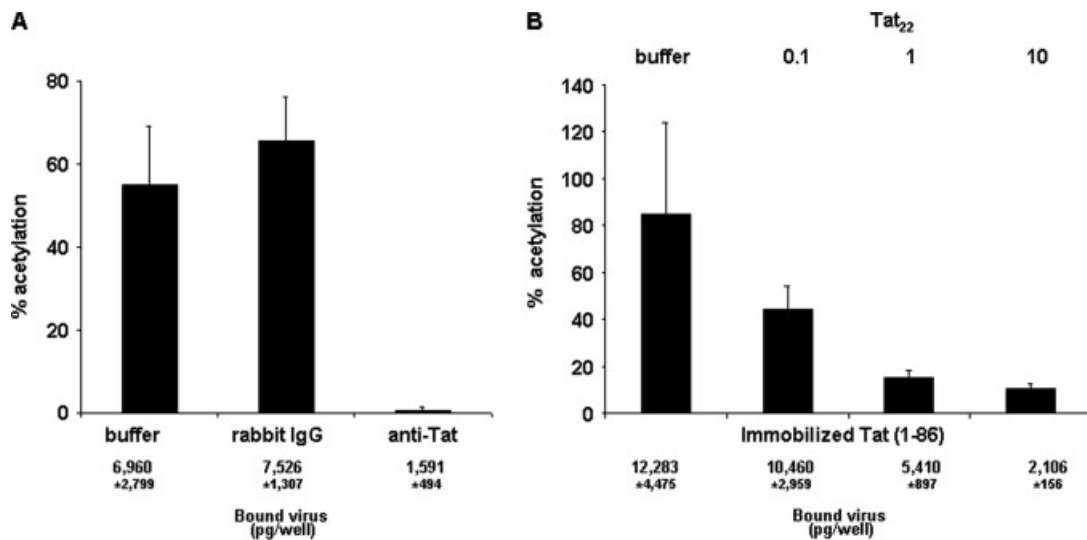 A
% acetylation
80
60
40
20
0
buffer rabbit IgG anti-Tat
6,960 7,526 1,591
±2,799 ±1,307 ±494
Bound virus
(pg/well)
B
Tat₂₂
buffer 0.1 1 10
% acetylation
140
120
100
80
60
40
20
0
Immobilized Tat (1-86)
12,283 10,460 5,410 2,106
±4,475 ±2,959 ±897 ±156
Bound virus
(pg/well)